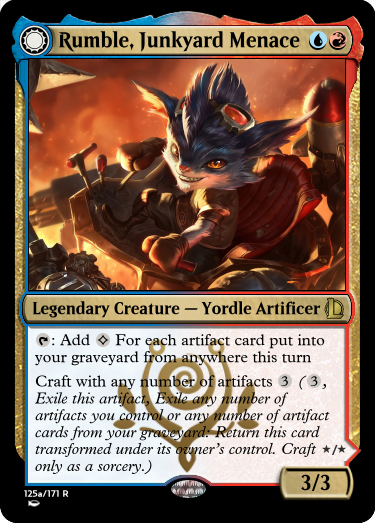 Rumble, Junkyard Menace
Legendary Creature — Yordle Artificer
: Add For each artifact card put into
your graveyard from anywhere this turn
Craft with any number of artifacts 3 (3,
Exile this artifact, Exile any number of
artifacts you control or any number of artifact
cards from your graveyard: Return this card
transformed under its owner's control. Craft
only as a sorcery.)
★/★
3/3
125a/171 R